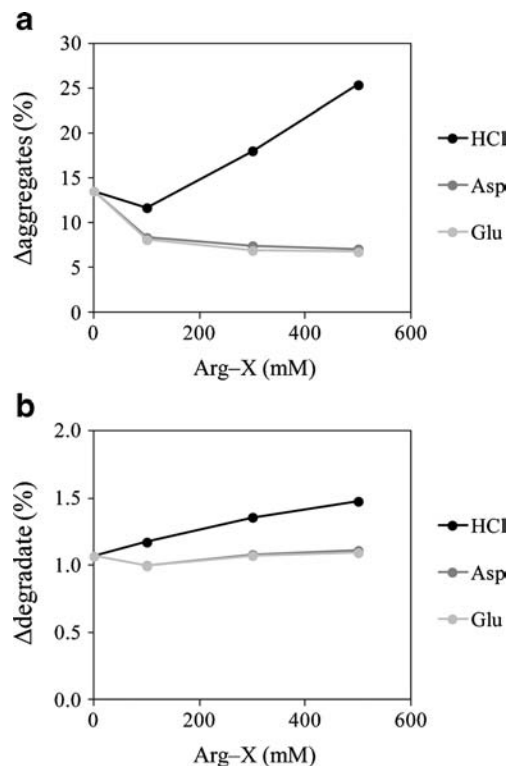 a
30
25
20
15
10
5
0
Δaggregates (%)
0 200 400 600
Arg–X (mM)
HCl
Asp
Glu
b
2.0
1.5
1.0
0.5
0.0
Δdegradate (%)
0 200 400 600
Arg–X (mM)
HCl
Asp
Glu